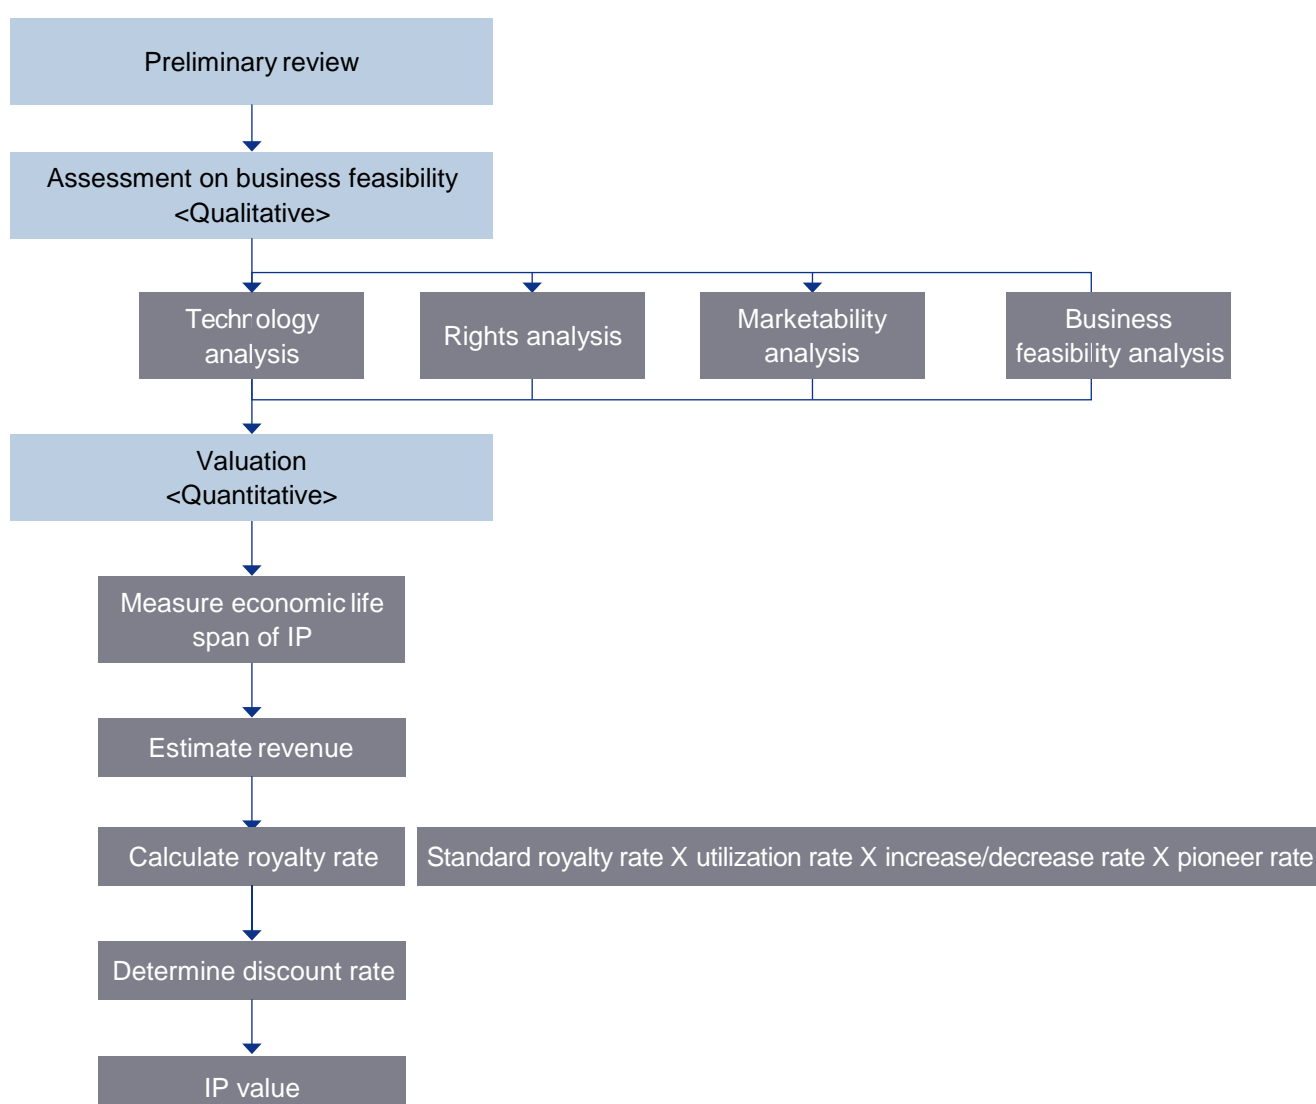 Preliminary review
Assessment on business feasibility
<Qualitative>
Technology
analysis
Rights analysis
Marketability
analysis
Business
feasibility analysis
Valuation
<Quantitative>
Measure economic life
span of IP
Estimate revenue
Calculate royalty rate
Standard royalty rate X utilization rate X increase/decrease rate X pioneer rate
Determine discount rate
IP value